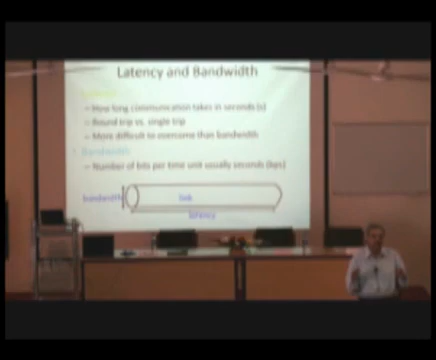 Latency and Bandwidth
– How long communication takes in seconds (s)
– Round trip vs. single trip
– More difficult to overcome than bandwidth
• Bandwidth
– Number of bits per time unit usually seconds (bps)
bandwidth
link
latency